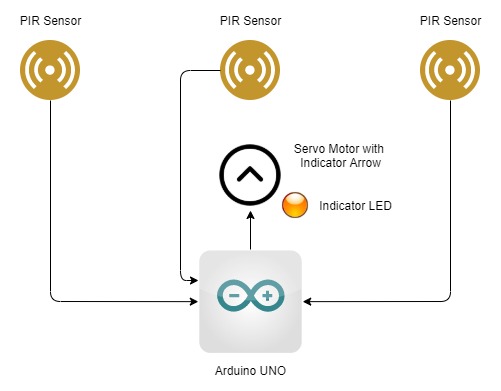 PIR Sensor
PIR Sensor
PIR Sensor
Servo Motor with
Indicator Arrow
Indicator LED
Arduino UNO